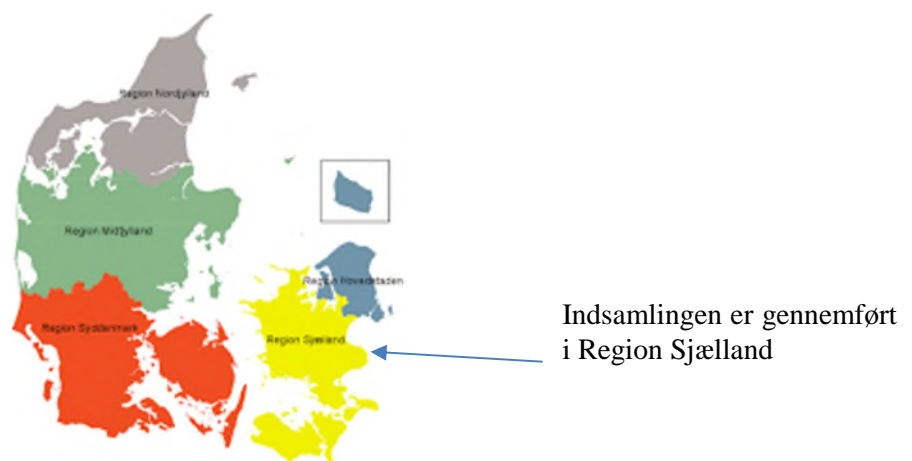 Region Nordjylland
Region Midtjylland
Region Hovedstaden
Region Syddanmark
Region Sjælland
Indsamlingen er gennemført
i Region Sjælland